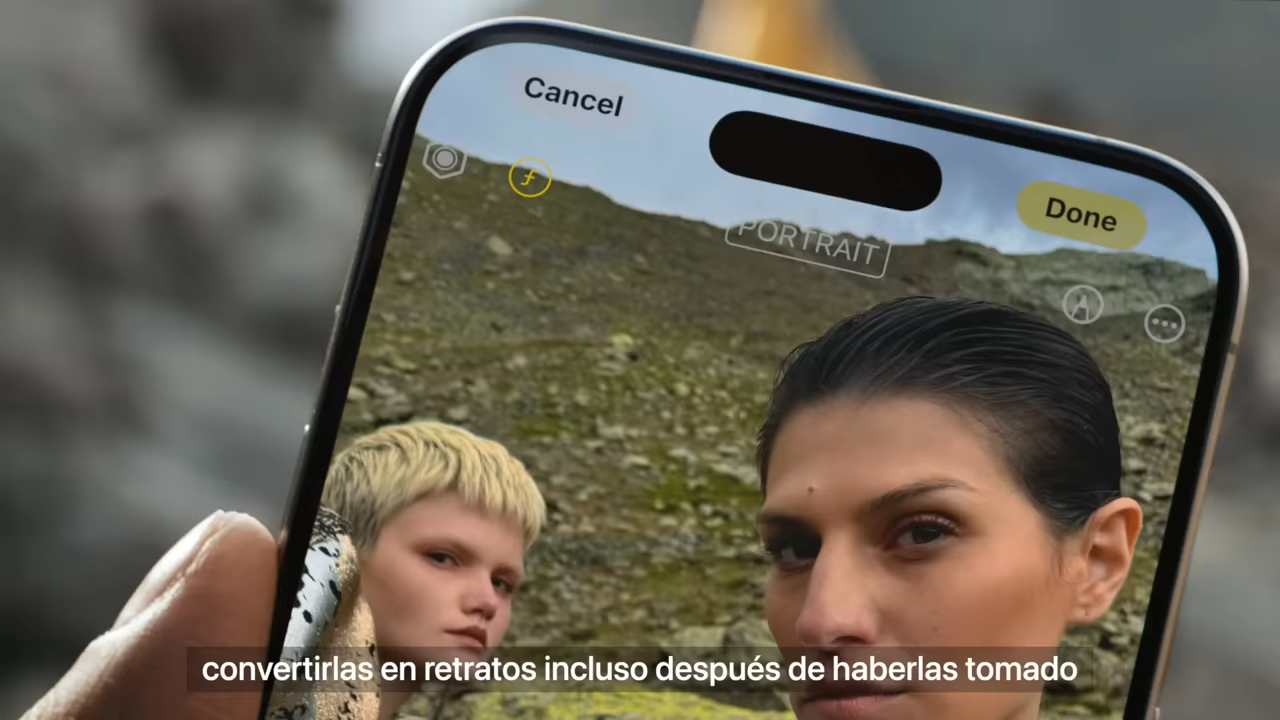 Cancel
Done
PORTRAIT
convertirlas en retratos incluso después de haberlas tomado